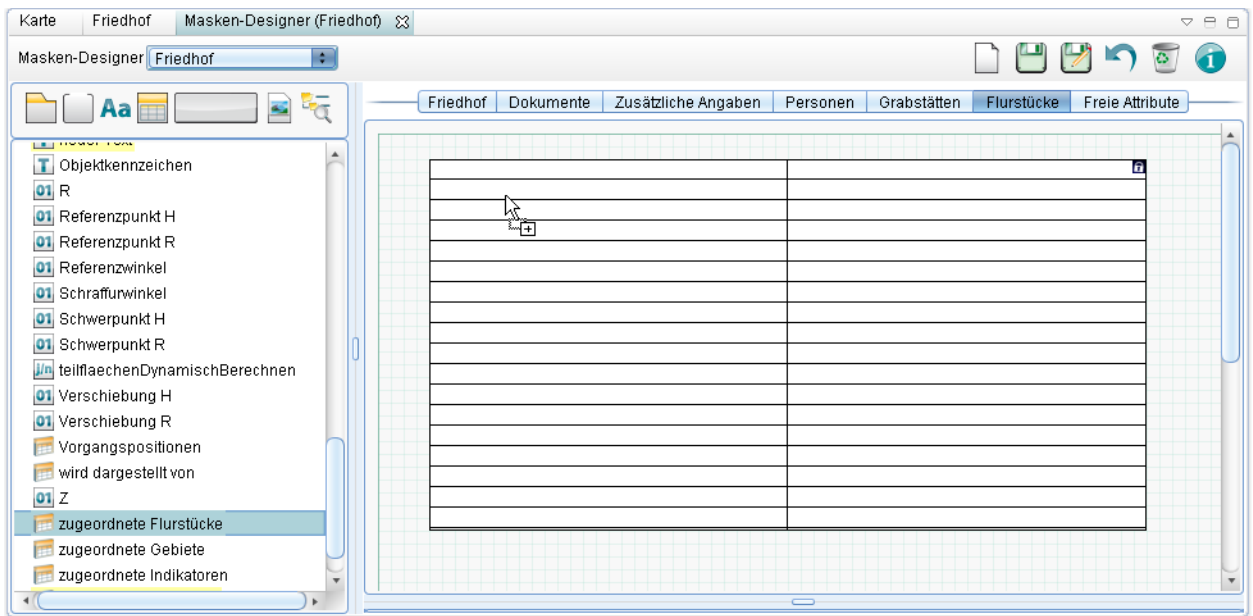 Karte Friedhof Masken-Designer (Friedhof)
Masken-Designer Friedhof
Aa
Friedhof Dokumente Zusätzliche Angaben Personen Grabstätten Flurstücke Freie Attribute
Objektkennzeichen
R
Referenzpunkt H
Referenzpunkt R
Referenzwinkel
Schraffurwinkel
Schwerpunkt H
Schwerpunkt R
teilflaechenDynamischBerechnen
Verschiebung H
Verschiebung R
Vorgangspositionen
wird dargestellt von
Z
zugeordnete Flurstücke
zugeordnete Gebiete
zugeordnete Indikatoren